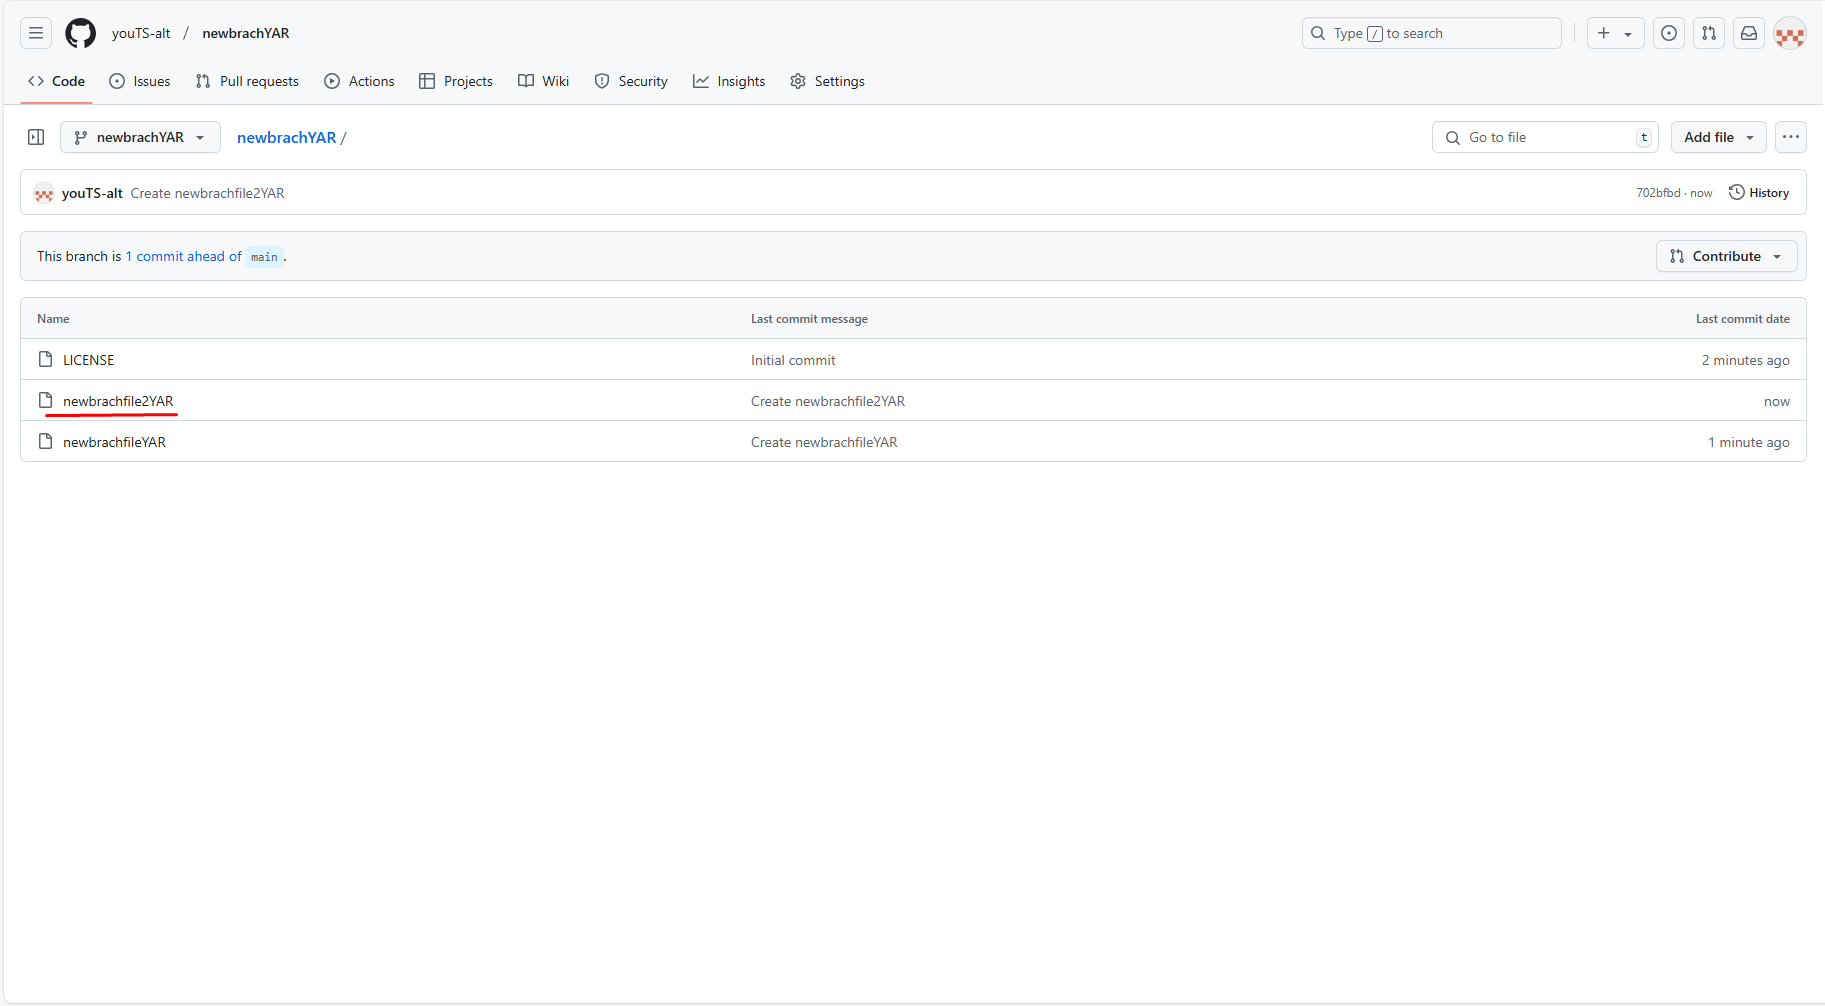 youTS-alt / newbrachYAR Type / to search
Code Issues Pull requests Actions Projects Wiki Security Insights Settings
newbrachYAR newbrachYAR / Go to file t Add file
youTS-alt Create newbrachfile2YAR 702bfbd · now History
This branch is 1 commit ahead of main . Contribute
Name Last commit message Last commit date
LICENSE Initial commit 2 minutes ago
newbrachfile2YAR Create newbrachfile2YAR now
newbrachfileYAR Create newbrachfileYAR 1 minute ago